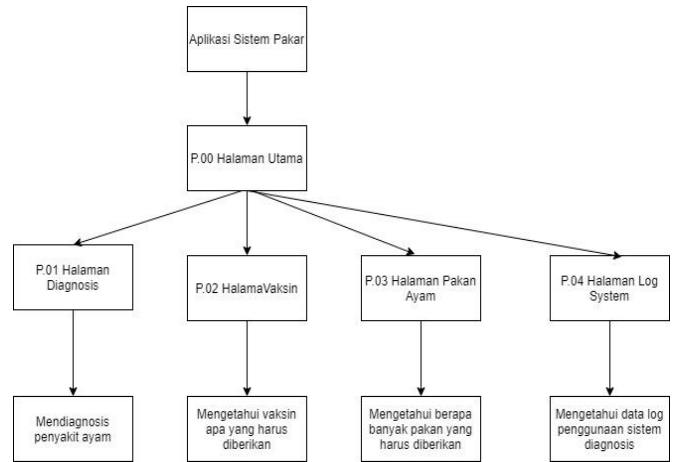 Aplikasi Sistem Pakar
P.00 Halaman Utama
P.01 Halaman
Diagnosis
P.02 HalamaVaksin
P.03 Halaman Pakan
Ayam
P.04 Halaman Log
System
Mendiagnosis
penyakit ayam
Mengetahui vaksin
apa yang harus
diberikan
Mengetahui berapa
banyak pakan yang
harus diberikan
Mengetahui data log
penggunaan sistem
diagnosis